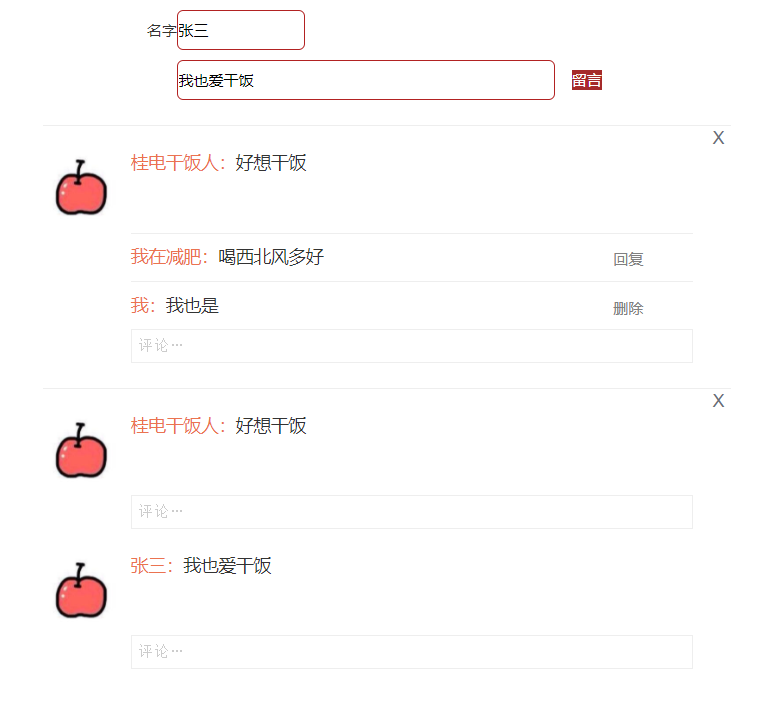 名字张三
我也爱干饭 留言
X
桂电干饭人：好想干饭
我在减肥：喝西北风多好 回复
我：我也是 删除
评论…
X
桂电干饭人：好想干饭
评论…
张三：我也爱干饭
评论…